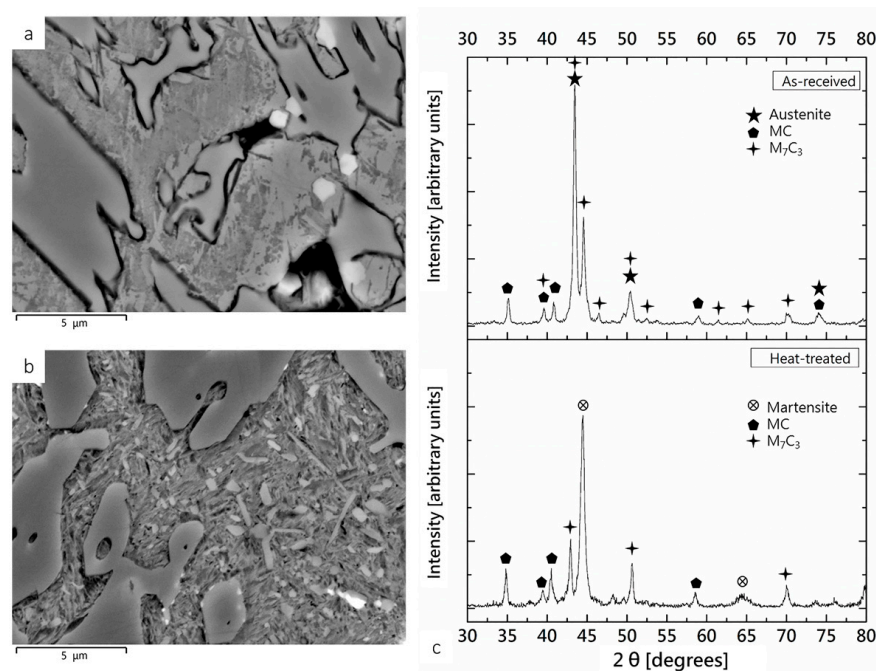 a
5 µm
b
5 µm
30 35 40 45 50 55 60 65 70 74 80
As-received
Austenite
MC
M₇C₃
Intensity [arbitrary units]
Heat-treated
Martensite
MC
M₇C₃
Intensity [arbitrary units]
30 35 40 45 50 55 60 65 70 75 80
2 θ [degrees]
c